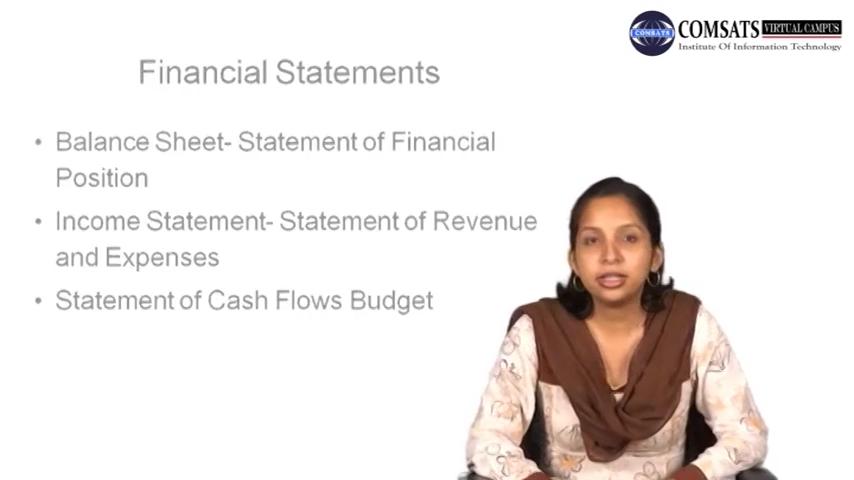 COMSATS VIRTUAL CAMPUS
COMSATS
Institute Of Information Technology
Financial Statements
• Balance Sheet- Statement of Financial
Position
• Income Statement- Statement of Revenue
and Expenses
• Statement of Cash Flows Budget